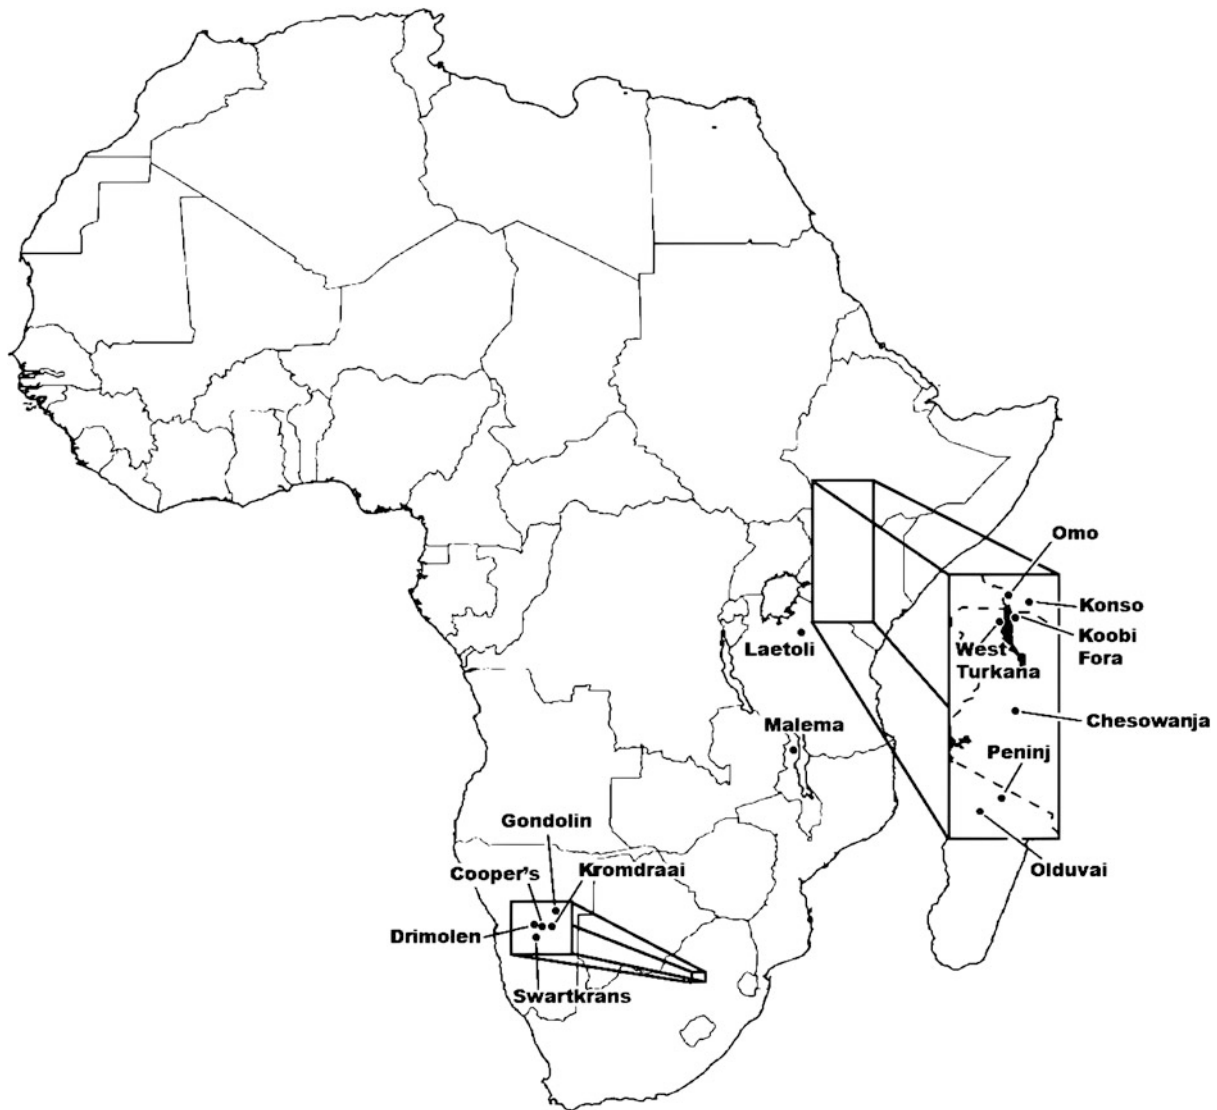 Omo
Konso
Koobi
Fora
West
Turkana
Laetoli
Chesowanja
Malema
Peninj
Olduvai
Gondolin
Cooper's
Kromdraai
Drimolen
Swartkrans